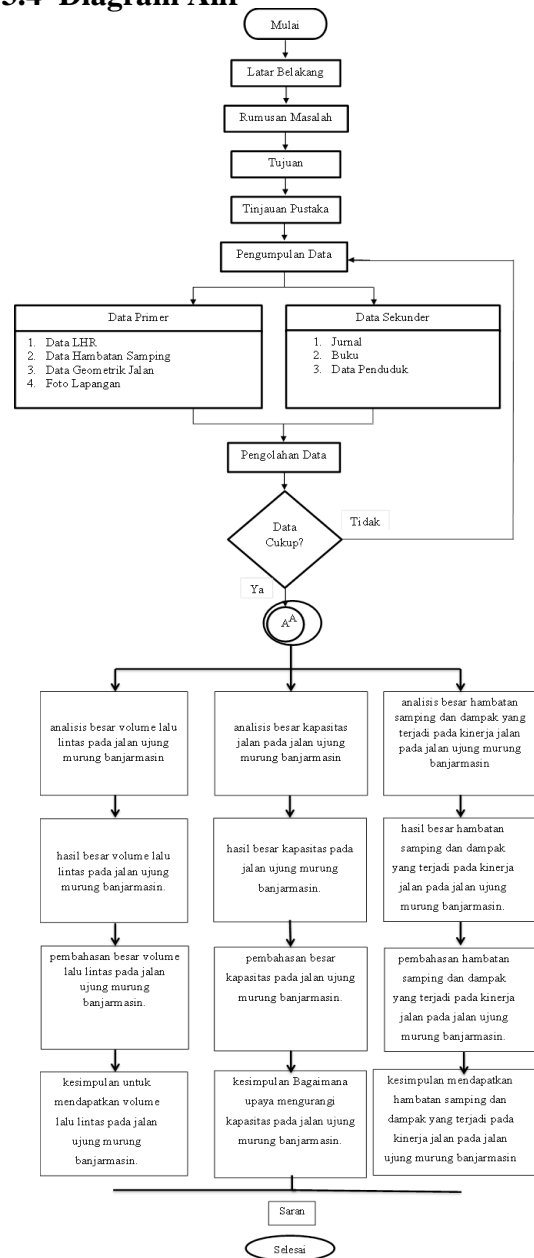 3.4 Diagram Alir
Mulai
Latar Belakang
Rumusan Masalah
Tujuan
Tinjauan Pustaka
Pengumpulan Data
Data Primer
1. Data LHR
2. Data Hambatan Samping
3. Data Geometrik Jalan
4. Foto Lapangan
Data Sekunder
1. Jurnal
2. Buku
3. Data Penduduk
Pengolahan Data
Data
Cukup?
Tidak
Ya
A
A
analisis besar volume lalu
lintas pada jalan ujung
murung banjarmasin
analisis besar kapasitas
jalan pada jalan ujung
murung banjarmasin
analisis besar hambatan
samping dan dampak yang
terjadi pada kinerja jalan
pada jalan ujung murung
banjarmasin
hasil besar volume lalu
lintas pada jalan ujung
murung banjarmasin.
hasil besar kapasitas pada
jalan ujung murung
banjarmasin.
hasil besar hambatan
samping dan dampak
yang terjadi pada kinerja
jalan pada jalan ujung
murung banjarmasin.
pembahasan besar volume
lalu lintas pada jalan
ujung murung
banjarmasin.
pembahasan besar
kapasitas pada jalan ujung
murung banjarmasin.
pembahasan hambatan
samping dan dampak
yang terjadi pada kinerja
jalan pada jalan ujung
murung banjarmasin.
kesimpulan untuk
mendapatkan volume
lalu lintas pada jalan
ujung murung
banjarmasin.
kesimpulan Bagaimana
upaya mengurangi
kapasitas pada jalan ujung
murung banjarmasin.
kesimpulan mendapatkan
hambatan samping dan
dampak yang terjadi pada
kinerja jalan pada jalan
ujung murung banjarmasin
Saran
Selesai